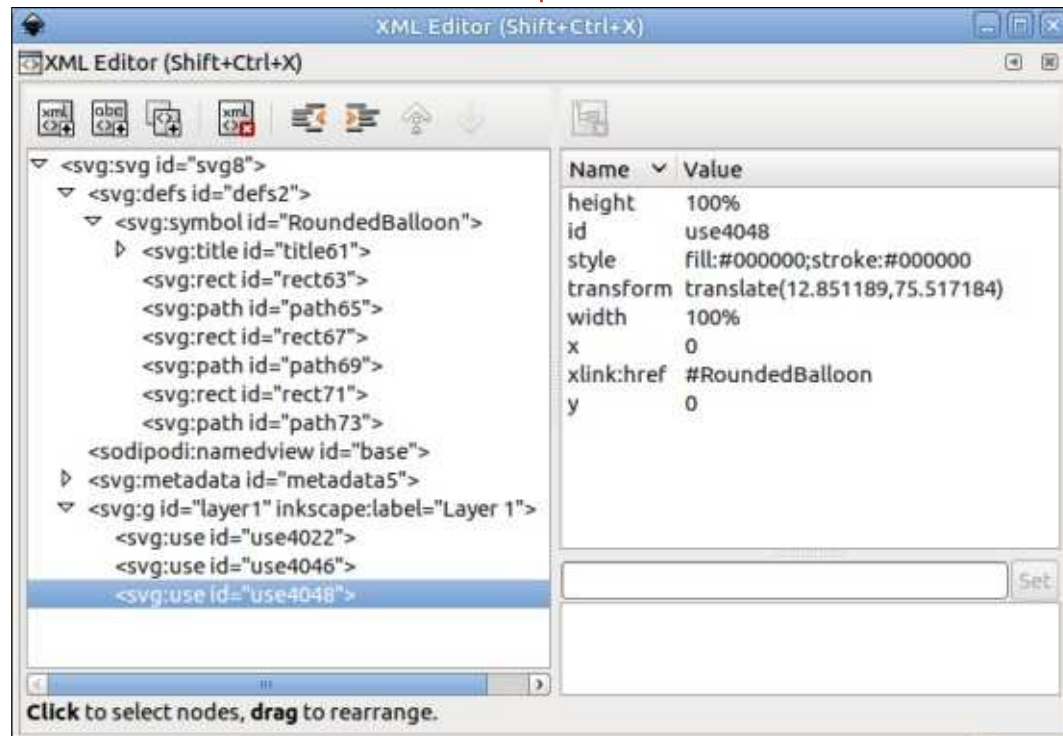 XML Editor (Shift+Ctrl+X)
XML Editor (Shift+Ctrl+X)
xml
abc
xml
<svg:svg id="svg8">
<svg:defs id="defs2">
<svg:symbol id="RoundedBalloon">
<svg:title id="title61">
<svg:rect id="rect63">
<svg:path id="path65">
<svg:rect id="rect67">
<svg:path id="path69">
<svg:rect id="rect71">
<svg:path id="path73">
<sodipodi:namedview id="base">
<svg:metadata id="metadata5">
<svg:g id="layer1" inkscape:label="Layer 1">
<svg:use id="use4022">
<svg:use id="use4046">
<svg:use id="use4048">
Name Value
height 100%
id use4048
style fill:#000000;stroke:#000000
transform translate(12.851189,75.517184)
width 100%
x 0
xlink:href #RoundedBalloon
y 0
Set
Click to select nodes, drag to rearrange.